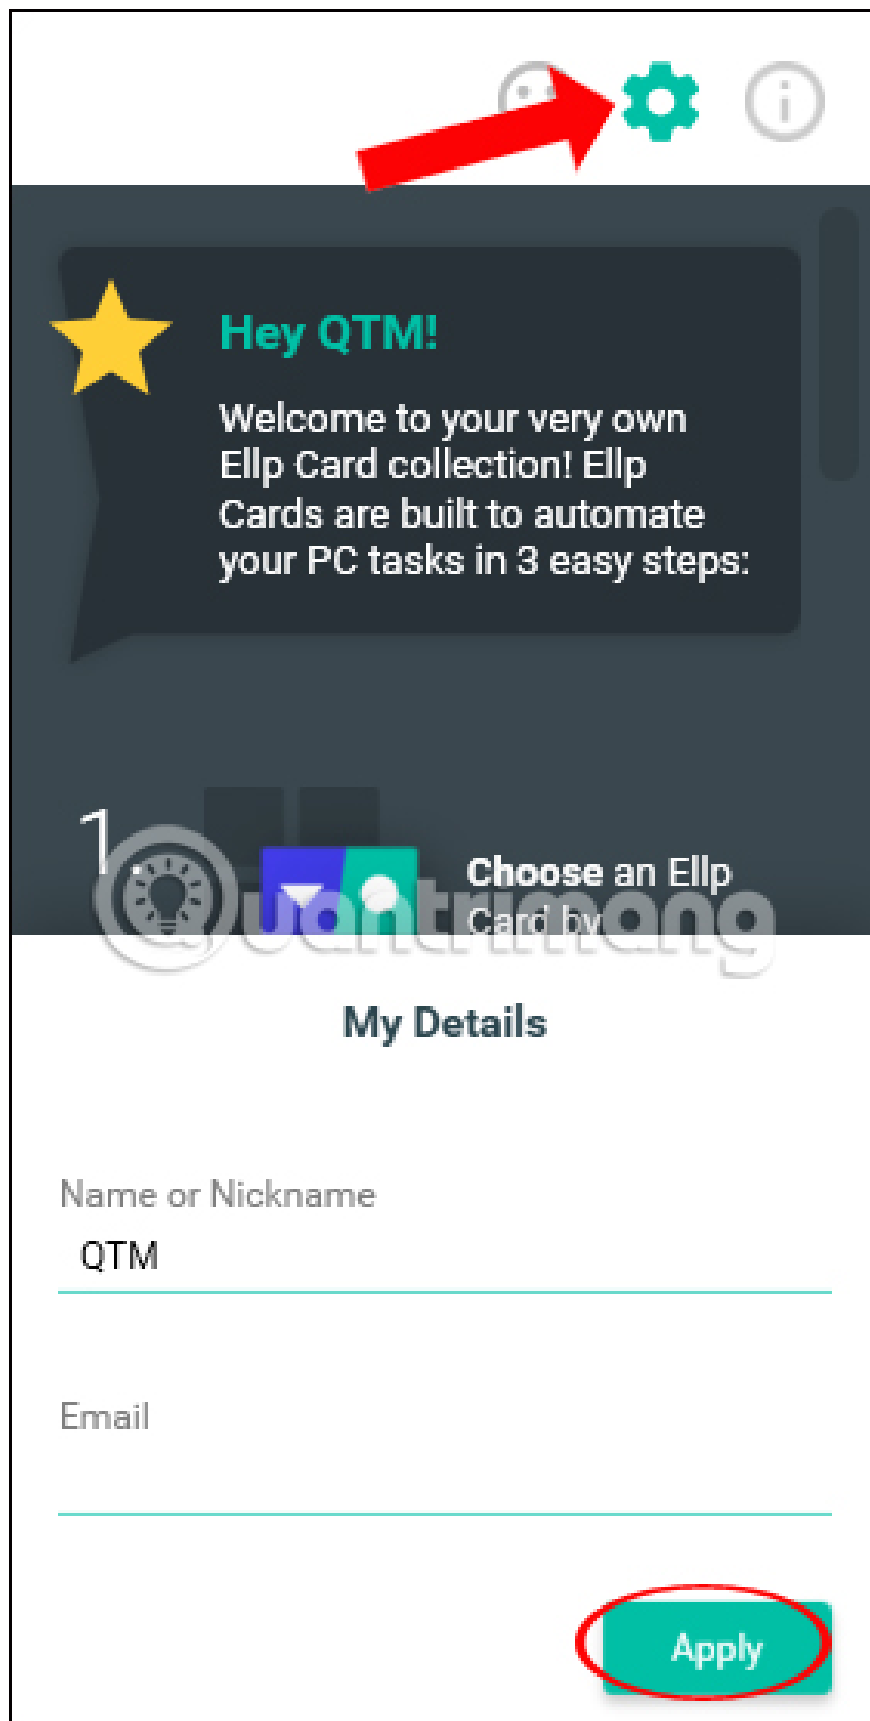 Hey QTM!
Welcome to your very own
Ellp Card collection! Ellp
Cards are built to automate
your PC tasks in 3 easy steps:
1.
Choose an Ellp
Card by
Quantrimang
My Details
Name or Nickname
QTM
Email
Apply